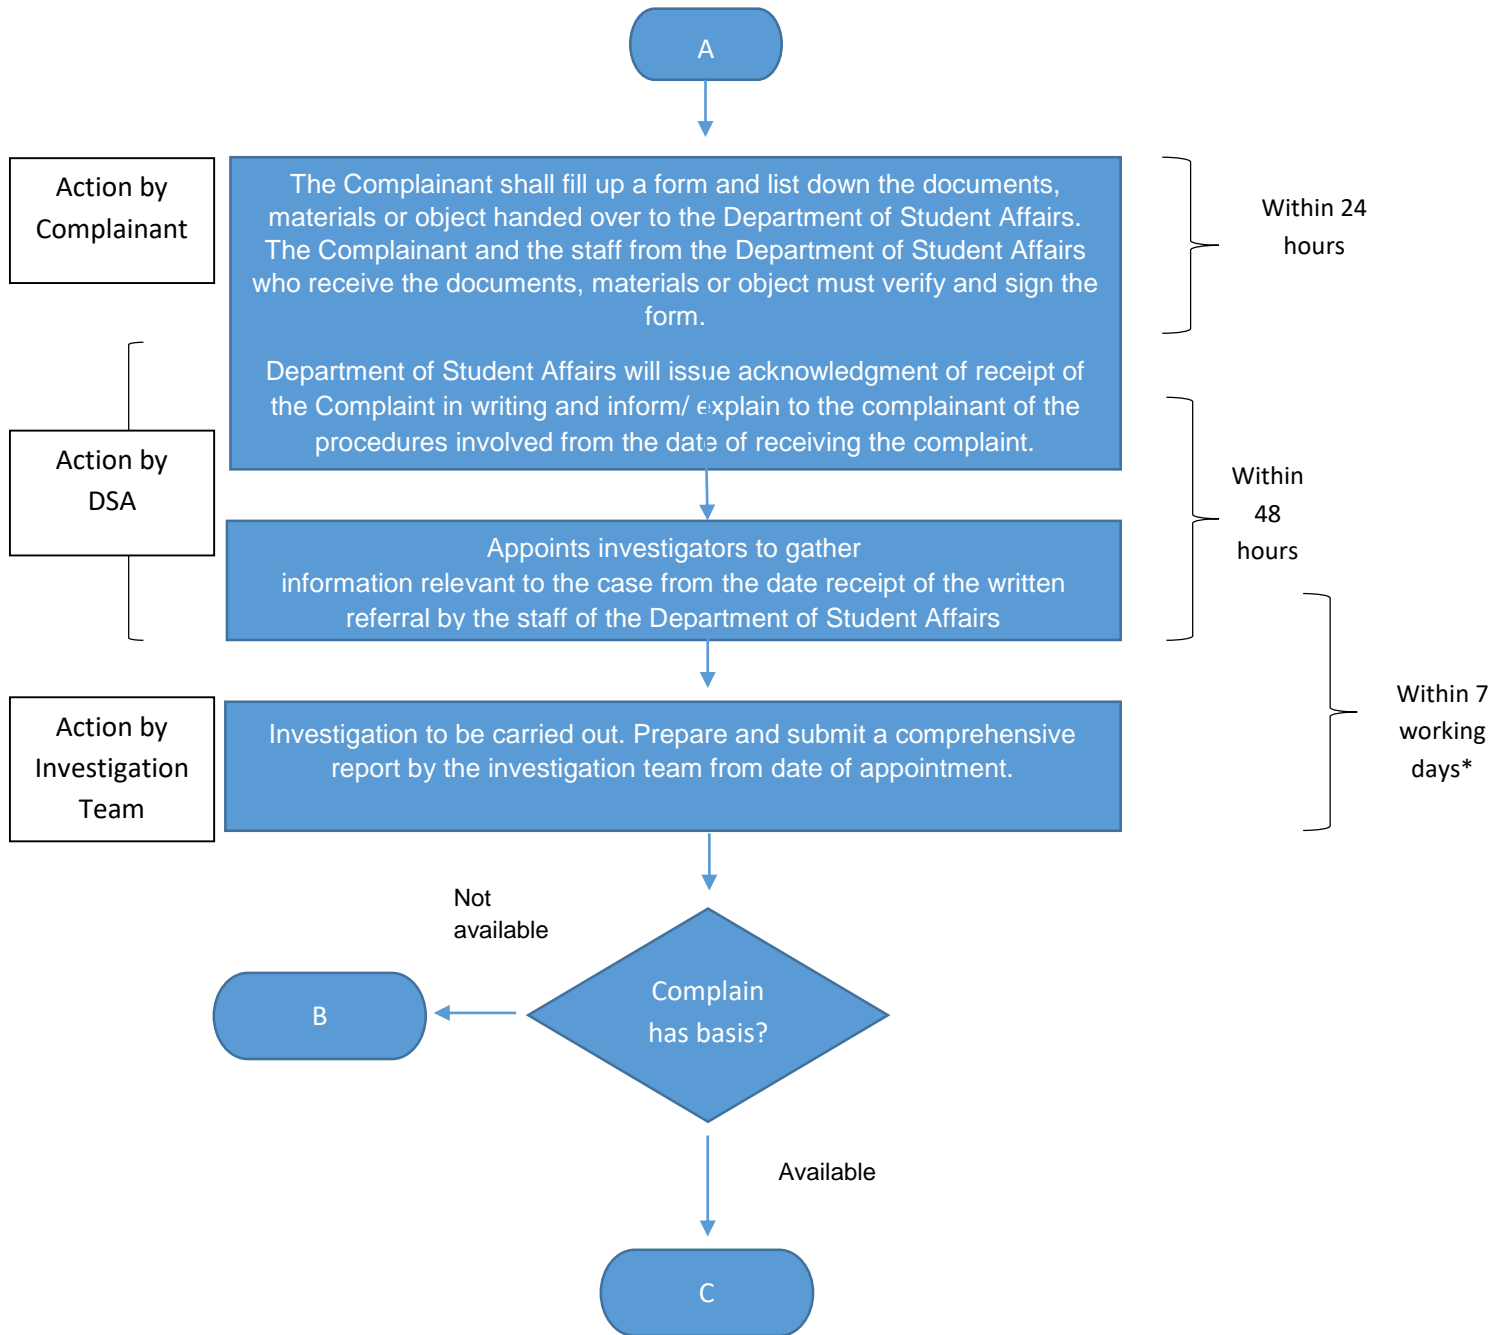 A
Action by
Complainant
The Complainant shall fill up a form and list down the documents,
materials or object handed over to the Department of Student Affairs.
The Complainant and the staff from the Department of Student Affairs
who receive the documents, materials or object must verify and sign the
form.
Within 24
hours
Department of Student Affairs will issue acknowledgment of receipt of
the Complaint in writing and inform/ explain to the complainant of the
procedures involved from the date of receiving the complaint.
Action by
DSA
Within
48
hours
Appoints investigators to gather
information relevant to the case from the date receipt of the written
referral by the staff of the Department of Student Affairs
Action by
Investigation
Team
Investigation to be carried out. Prepare and submit a comprehensive
report by the investigation team from date of appointment.
Within 7
working
days*
Not
available
Complain
has basis?
B
Available
C